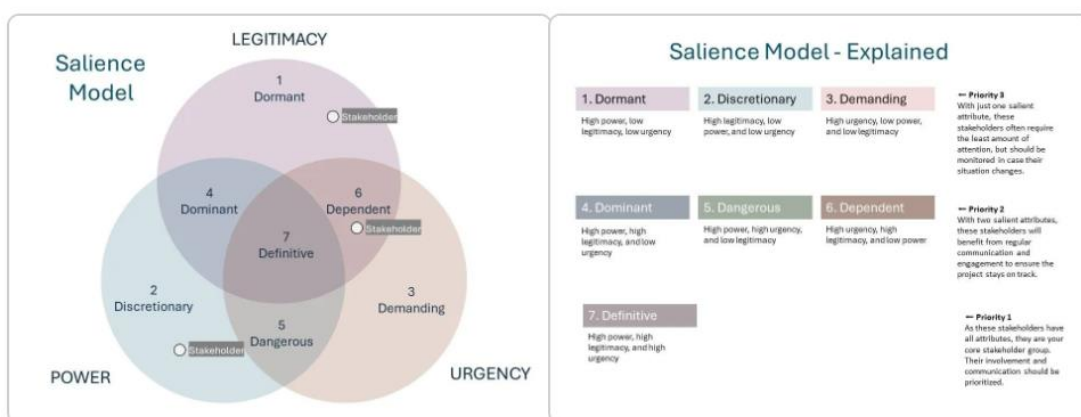 LEGITIMACY
Salience
Model
1
Dormant
Stakeholder
4
Dominant
6
Dependent
Stakeholder
7
Definitive
2
Discretionary
3
Demanding
5
Dangerous
Stakeholder
POWER
URGENCY
Salience Model - Explained
1. Dormant
High power, low
legitimacy, low urgency
2. Discretionary
High legitimacy, low
power, and low urgency
3. Demanding
High urgency, low power,
and low legitimacy
— Priority 3
With just one salient
attribute, these
stakeholders often require
the least amount of
attention, but should be
monitored in case their
situation changes.
4. Dominant
High power, high
legitimacy, and low
urgency
5. Dangerous
High power, high urgency,
and low legitimacy
6. Dependent
High urgency, high
legitimacy, and low power
— Priority 2
With two salient attributes,
these stakeholders will
benefit from regular
communication and
engagement to ensure the
project stays on track.
7. Definitive
High power, high
legitimacy, and high
urgency
— Priority 1
As these stakeholders have
all attributes, they are your
core stakeholder group.
Their involvement and
communication should be
prioritized.